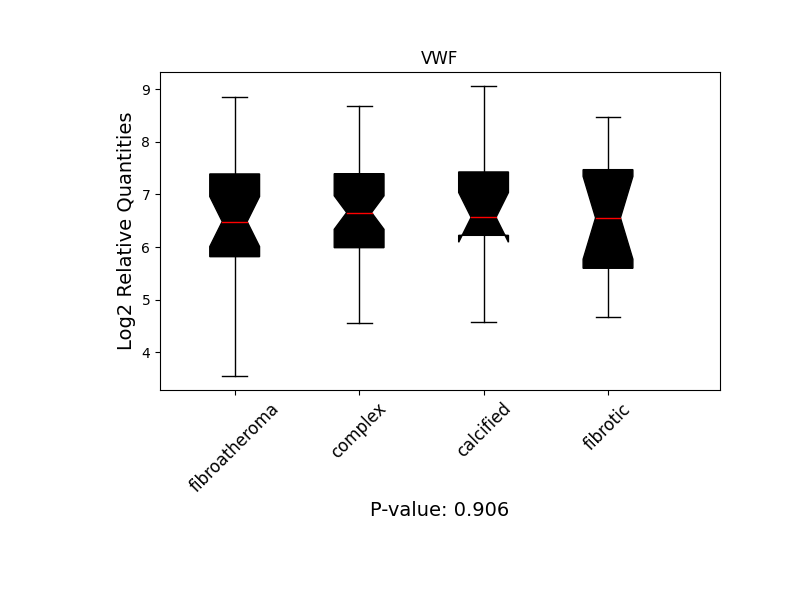 VWF
Log2 Relative Quantities
9
8
7
6
5
4
fibroatheroma
complex
calcified
fibrotic
P-value: 0.906